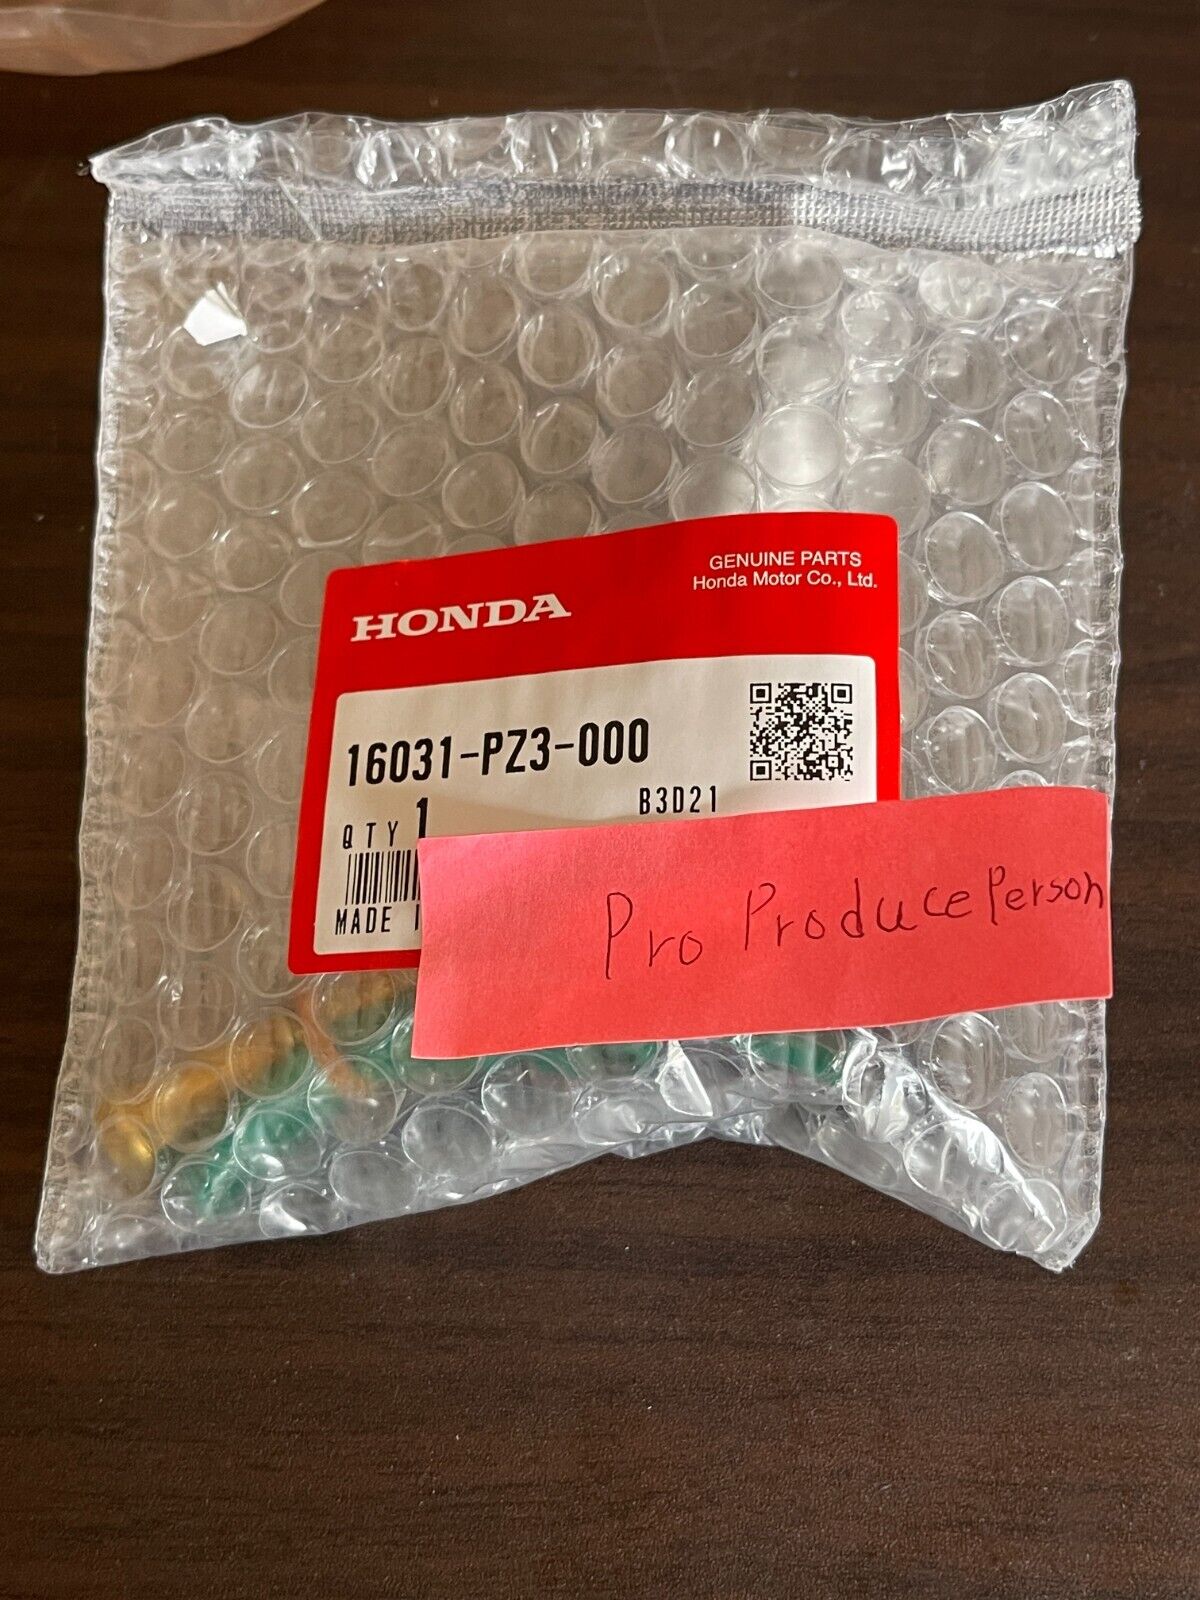 GENUINE PARTS
Honda Motor Co., Ltd.
HONDA
16031-PZ3-000
QTY 1
B3D21
MADE
Pro Produce Person